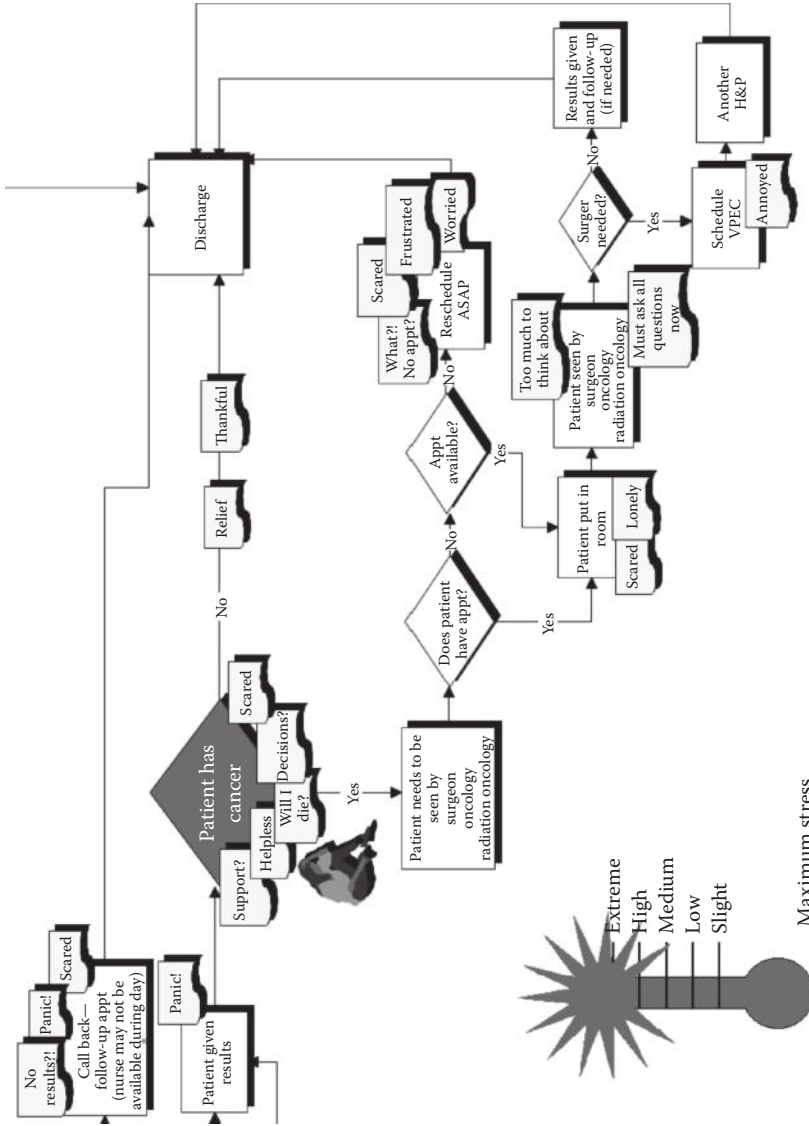 No
results?!
Panic!
Scared
Call back—
follow-up appt
(nurse may not be
available during day)
Panic!
Patient given
results
Support?
Helpless
Will I
die?
Decisions?
Scared
Patient has
cancer
No
Relief
Thankful
Discharge
Yes
Patient needs to be
seen by
surgeon
oncology
radiation oncology
Does patient
have appt?
No
Appt
available?
No
What?!
No appt?
Scared
Frustrated
Worried
Reschedule
ASAP
Yes
Yes
Patient put in
room
Scared
Lonely
Too much to
think about
Patient seen by
surgeon
oncology
radiation oncology
Must ask all
questions
now
Surger
needed?
No
Results given
and follow-up
(if needed)
Yes
Schedule
VPEC
Annoyed
Another
H&P
Extreme
High
Medium
Low
Slight
Maximum stress